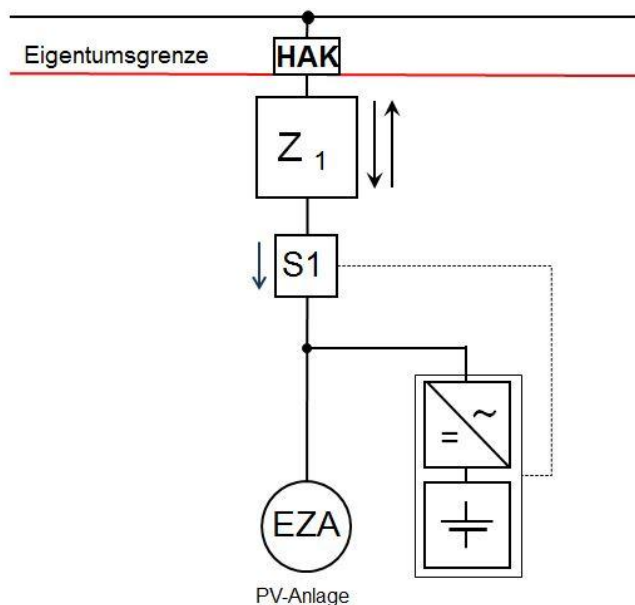 Eigentumsgrenze
HAK
Z 1
S1
~
=
EZA
PV-Anlage